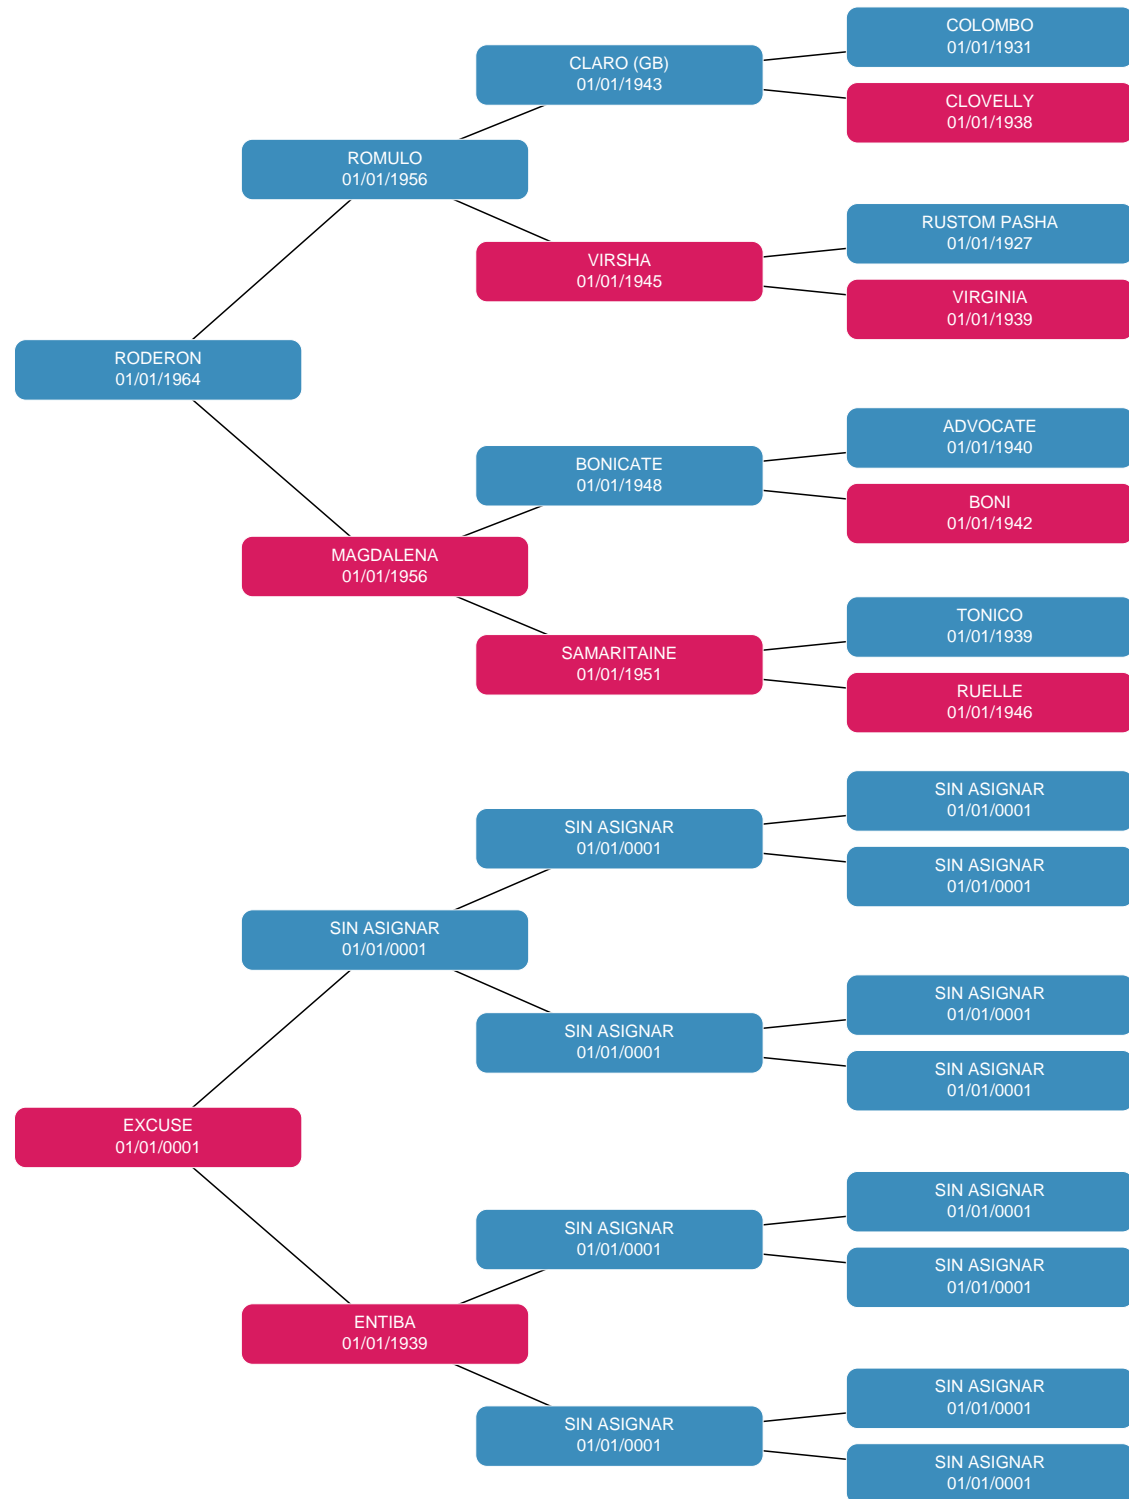 COLOMBO
01/01/1931
CLARO (GB)
01/01/1943
CLOVELLY
01/01/1938
ROMULO
01/01/1956
RUSTOM PASHA
01/01/1927
VIRSHA
01/01/1945
VIRGINIA
01/01/1939
RODERON
01/01/1964
ADVOCATE
01/01/1940
BONICATE
01/01/1948
BONI
01/01/1942
MAGDALENA
01/01/1956
TONICO
01/01/1939
SAMARITAINE
01/01/1951
RUELLE
01/01/1946
SIN ASIGNAR
01/01/0001
SIN ASIGNAR
01/01/0001
SIN ASIGNAR
01/01/0001
SIN ASIGNAR
01/01/0001
SIN ASIGNAR
01/01/0001
SIN ASIGNAR
01/01/0001
SIN ASIGNAR
01/01/0001
EXCUSE
01/01/0001
SIN ASIGNAR
01/01/0001
SIN ASIGNAR
01/01/0001
SIN ASIGNAR
01/01/0001
ENTIBA
01/01/1939
SIN ASIGNAR
01/01/0001
SIN ASIGNAR
01/01/0001
SIN ASIGNAR
01/01/0001